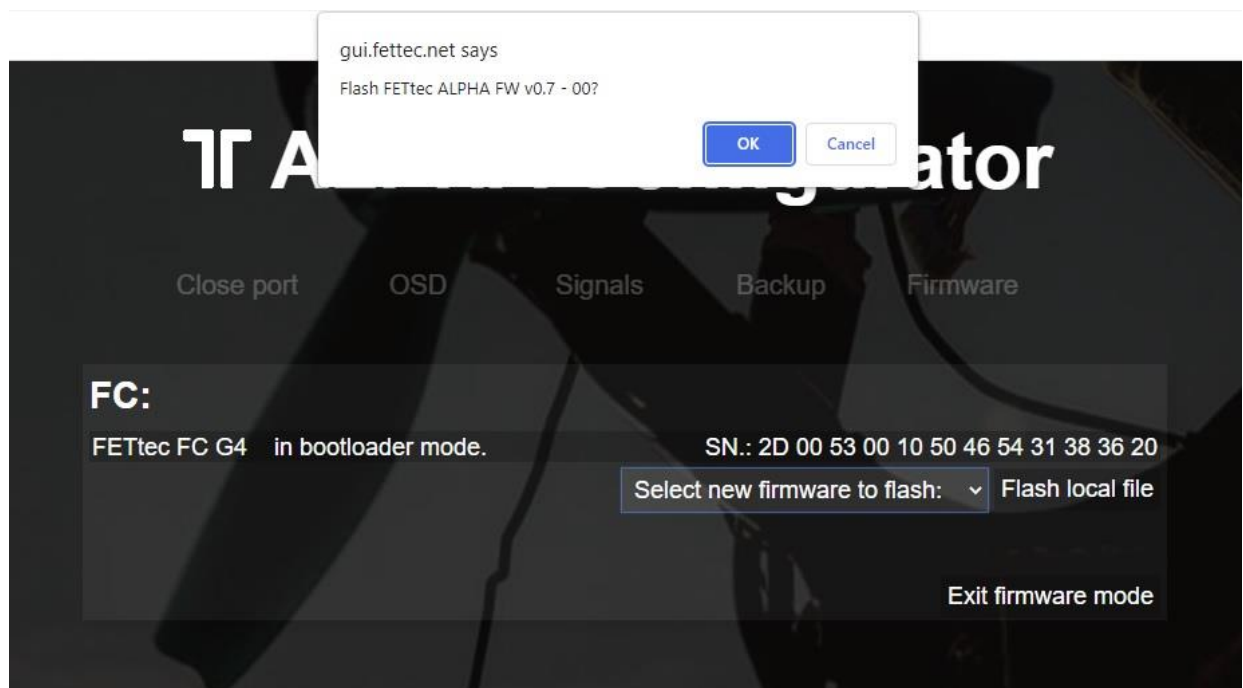 gui.fettec.net says
Flash FETtec ALPHA FW v0.7 - 00?
OK Cancel
Close port OSD Signals Backup Firmware
FC:
FETtec FC G4 in bootloader mode. SN.: 2D 00 53 00 10 50 46 54 31 38 36 20
Select new firmware to flash: Flash local file
Exit firmware mode